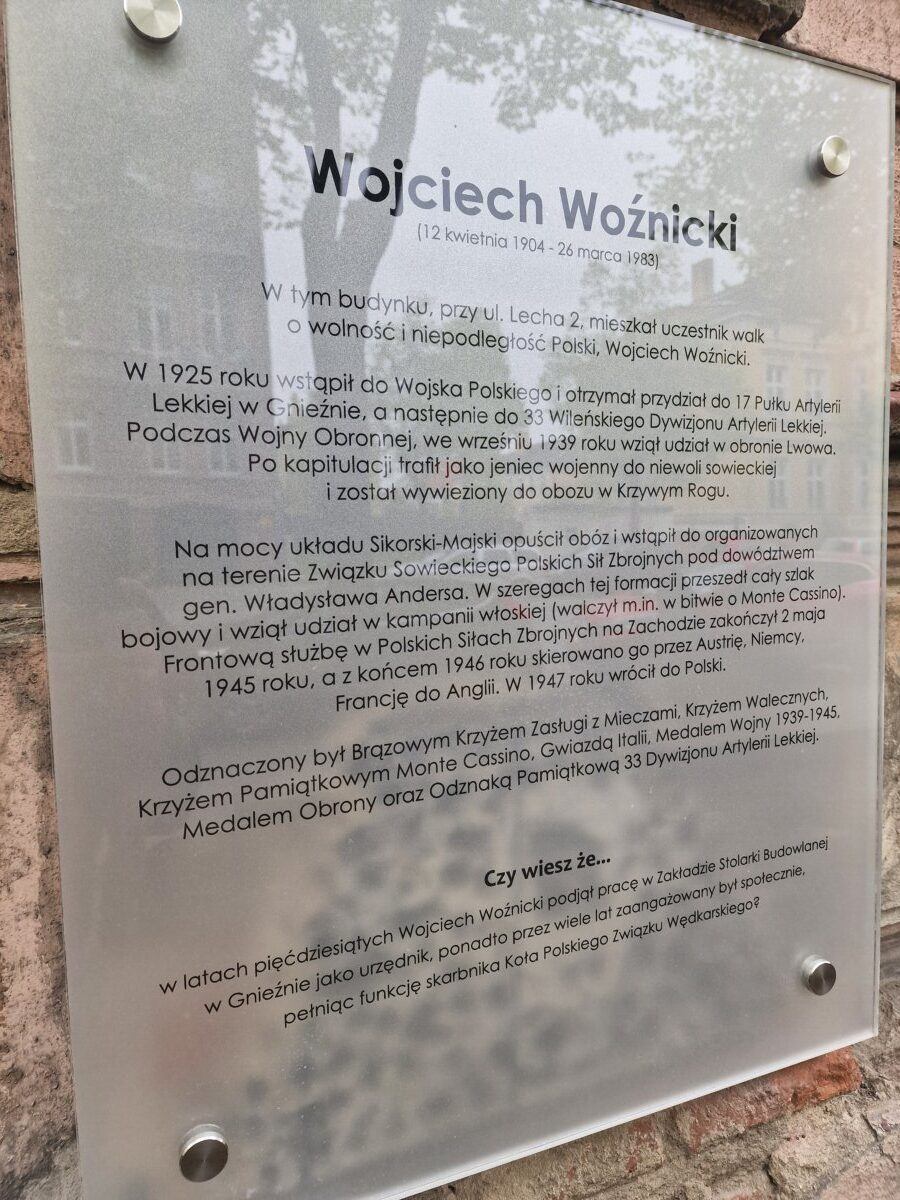 Wojciech Woźnicki
(12 kwietnia 1904 - 26 marca 1983)
W tym budynku, przy ul. Lecha 2, mieszkał uczestnik walk
o wolność i niepodległość Polski, Wojciech Woźnicki.
W 1925 roku wstąpił do Wojska Polskiego i otrzymał przydział do 17 Pułku Artylerii
Lekkiej w Gnieźnie, a następnie do 33 Wileńskiego Dywizjonu Artylerii Lekkiej.
Podczas Wojny Obronnej, we wrześniu 1939 roku wziął udział w obronie Lwowa.
Po kapitulacji trafił jako jeniec wojenny do niewoli sowieckiej
i został wywieziony do obozu w Krzywym Rogu.
Na mocy układu Sikorski-Majski opuścił obóz i wstąpił do organizowanych
na terenie Związku Sowieckiego Polskich Sił Zbrojnych pod dowództwem
gen. Władysława Andersa. W szeregach tej formacji przeszedł cały szlak
bojowy i wziął udział w kampanii włoskiej (walczył m.in. w bitwie o Monte Cassino).
Frontową służbę w Polskich Siłach Zbrojnych na Zachodzie zakończył 2 maja
1945 roku, a z końcem 1946 roku skierowano go przez Austrię, Niemcy,
Francję do Anglii. W 1947 roku wrócił do Polski.
Odznaczony był Brązowym Krzyżem Zasługi z Mieczami, Krzyżem Walecznych,
Krzyżem Pamiątkowym Monte Cassino, Gwiazdą Italii, Medalem Wojny 1939-1945,
Medalem Obrony oraz Odznaką Pamiątkową 33 Dywizjonu Artylerii Lekkiej.
Czy wiesz że...
w latach pięćdziesiątych Wojciech Woźnicki podjął pracę w Zakładzie Stolarki Budowlanej
w Gnieźnie jako urzędnik, ponadto przez wiele lat zaangażowany był społecznie,
pełniąc funkcję skarbnika Koła Polskiego Związku Wędkarskiego?